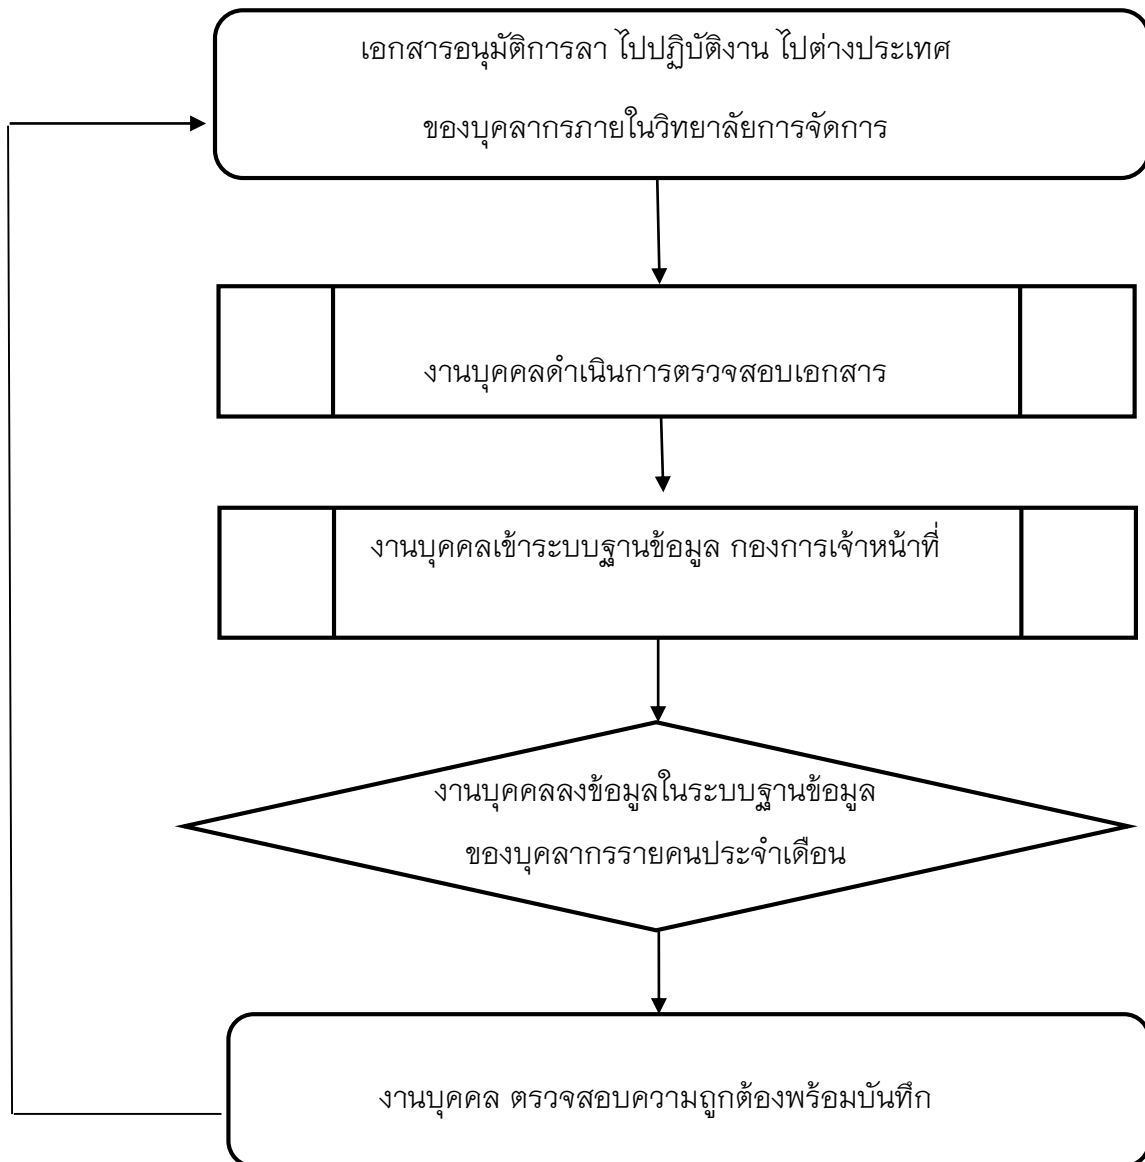 เอกสารอนุมัติการลา ไปปฏิบัติงาน ไปต่างประเทศ
ของบุคลากรภายในวิทยาลัยการจัดการ
งานบุคคลดำเนินการตรวจสอบเอกสาร
งานบุคคลเข้าระบบฐานข้อมูล กองการเจ้าหน้าที่
งานบุคคลลงข้อมูลในระบบฐานข้อมูล
ของบุคลากรรายคนประจำเดือน
งานบุคคล ตรวจสอบความถูกต้องพร้อมบันทึก